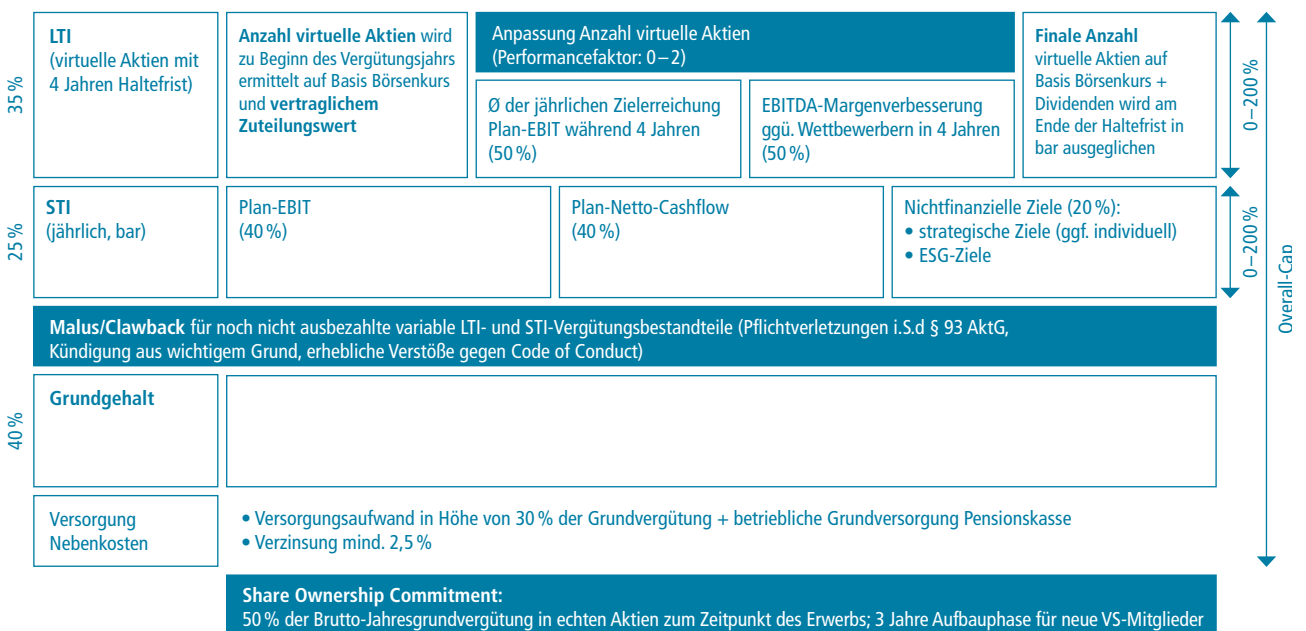 35 %
LTI
(virtuelle Aktien mit
4 Jahren Haltefrist)
Anzahl virtuelle Aktien wird
zu Beginn des Vergütungsjahrs
ermittelt auf Basis Börsenkurs
und vertraglichem
Zuteilungswert
Anpassung Anzahl virtuelle Aktien
(Performancefaktor: 0–2)
Ø der jährlichen Zielerreichung
Plan-EBIT während 4 Jahren
(50 %)
EBITDA-Margenverbesserung
ggü. Wettbewerbern in 4 Jahren
(50 %)
Finale Anzahl
virtuelle Aktien auf
Basis Börsenkurs +
Dividenden wird am
Ende der Haltefrist in
bar ausgeglichen
0–200 %
25 %
STI
(jährlich, bar)
Plan-EBIT
(40 %)
Plan-Netto-Cashflow
(40 %)
Nichtfinanzielle Ziele (20 %):
• strategische Ziele (ggf. individuell)
• ESG-Ziele
0–200 %
Overall-Cap
Malus/Clawback für noch nicht ausbezahlte variable LTI- und STI-Vergütungsbestandteile (Pflichtverletzungen i.S.d § 93 AktG,
Kündigung aus wichtigem Grund, erhebliche Verstöße gegen Code of Conduct)
40 %
Grundgehalt
Versorgung
Nebenkosten
• Versorgungsaufwand in Höhe von 30 % der Grundvergütung + betriebliche Grundversorgung Pensionskasse
• Verzinsung mind. 2,5 %
Share Ownership Commitment:
50 % der Brutto-Jahresgrundvergütung in echten Aktien zum Zeitpunkt des Erwerbs; 3 Jahre Aufbauphase für neue VS-Mitglieder